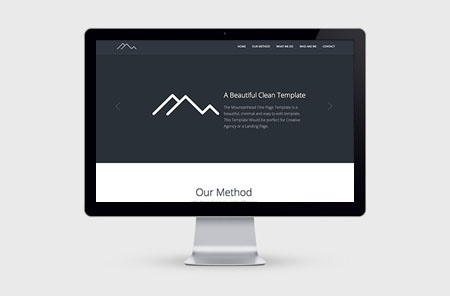 HOME OUR METHOD WHAT WE DO WHO ARE WE CONTACT
A Beautiful Clean Template
The Mountainhead One Page Template is a
beautiful, minimal and easy to edit template.
This Template Would be perfect for Creative
Agency or a Landing Page.
Our Method